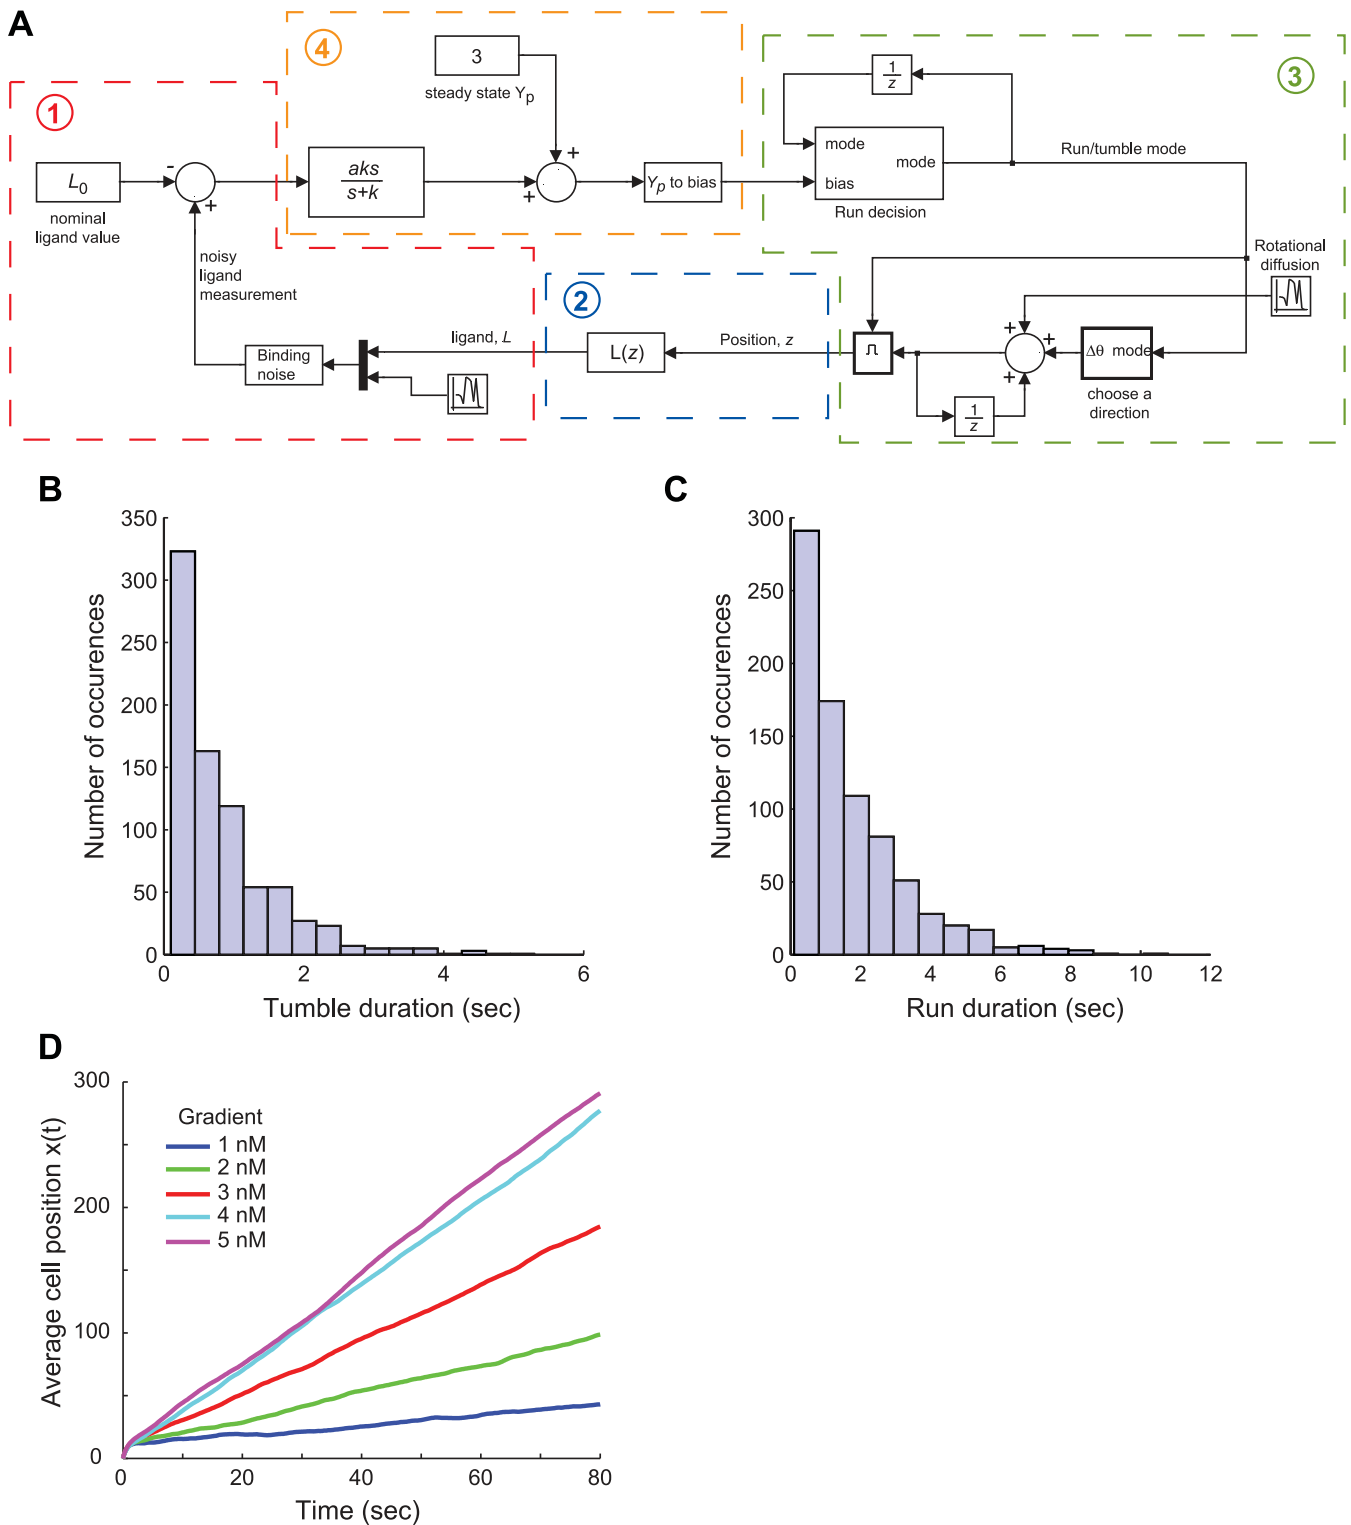 A
1
L0
nominal
ligand value
-
+
noisy
ligand
measurement
Binding
noise
ligand, L
4
3
steady state Yp
aks
s+k
+
+
Yp to bias
2
L(z)
Position, z
3
1
z
mode
mode
bias
Run decision
Run/tumble mode
Rotational
diffusion
+
+
+
Δθ mode
choose a
direction
1
z
B
Number of occurences
350
300
250
200
150
100
50
0
0
2
4
6
Tumble duration (sec)
C
Number of occurences
300
250
200
150
100
50
0
0
2
4
6
8
10
12
Run duration (sec)
D
Average cell position x(t)
300
200
100
0
Gradient
1 nM
2 nM
3 nM
4 nM
5 nM
0
20
40
60
80
Time (sec)